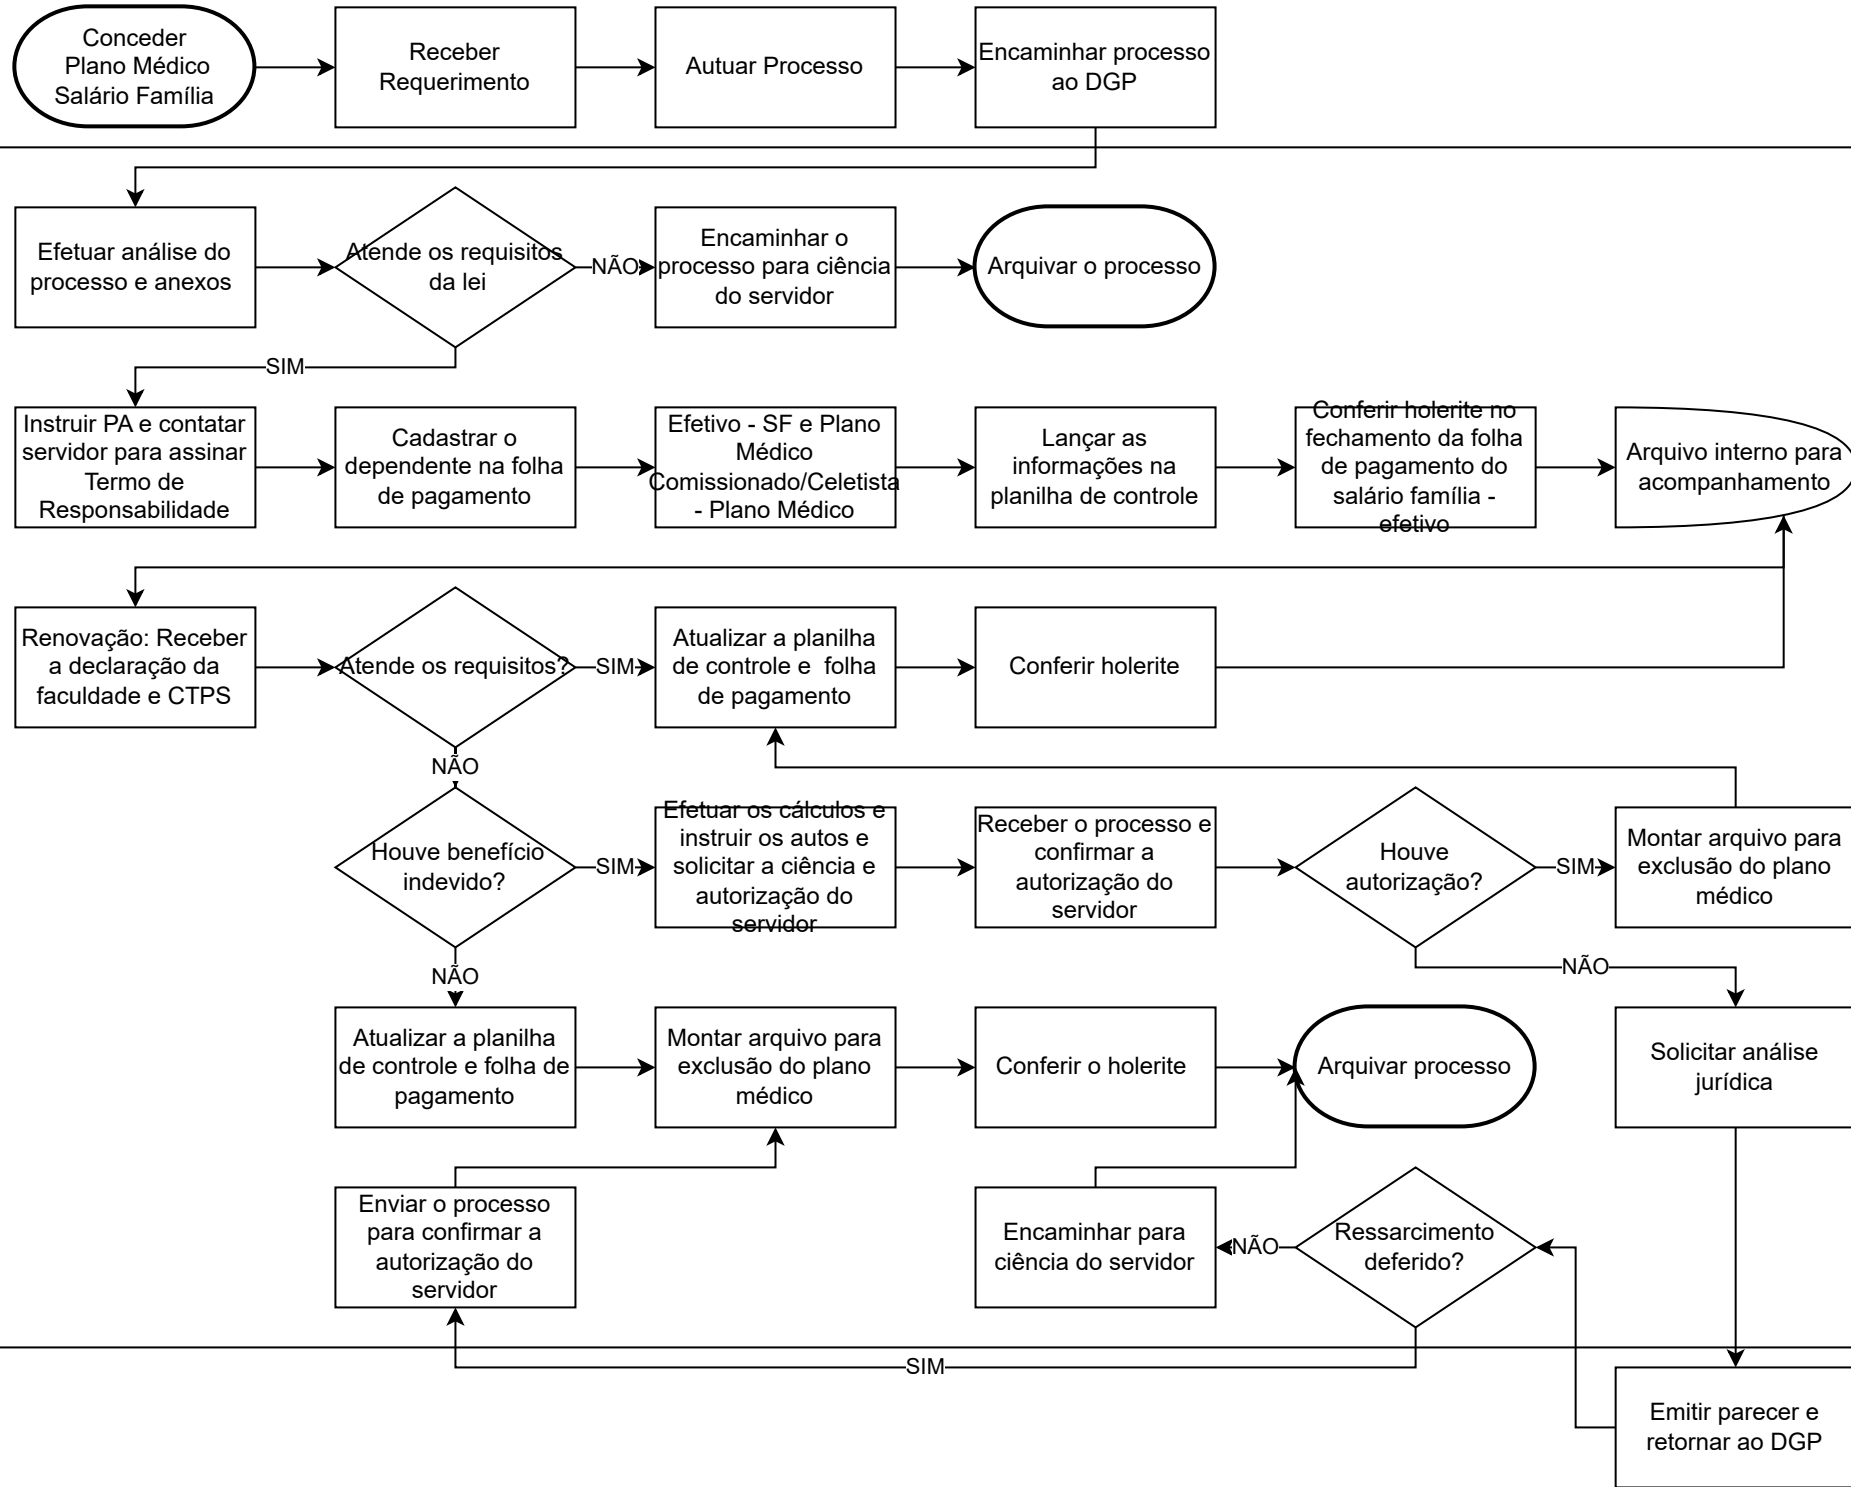 Conceder
Plano Médico
Salário Família
Receber
Requerimento
Autuar Processo
Encaminhar processo
ao DGP
Efetuar análise do
processo e anexos
Atende os requisitos
da lei
NÃO
Encaminhar o
processo para ciência
do servidor
Arquivar o processo
SIM
Instruir PA e contatar
servidor para assinar
Termo de
Responsabilidade
Cadastrar o
dependente na folha
de pagamento
Efetivo - SF e Plano
Médico
Comissionado/Celetista
- Plano Médico
Lançar as
informações na
planilha de controle
Conferir holerite no
fechamento da folha
de pagamento do
salário família -
efetivo
Arquivo interno para
acompanhamento
Renovação: Receber
a declaração da
faculdade e CTPS
Atende os requisitos?
SIM
Atualizar a planilha
de controle e folha
de pagamento
Conferir holerite
NÃO
Houve benefício
indevido?
SIM
Efetuar os cálculos e
instruir os autos e
solicitar a ciência e
autorização do
servidor
Receber o processo e
confirmar a
autorização do
servidor
Houve
autorização?
SIM
Montar arquivo para
exclusão do plano
médico
NÃO
NÃO
Atualizar a planilha
de controle e folha de
pagamento
Montar arquivo para
exclusão do plano
médico
Conferir o holerite
Arquivar processo
Solicitar análise
jurídica
Enviar o processo
para confirmar a
autorização do
servidor
Encaminhar para
ciência do servidor
NÃO
Ressarcimento
deferido?
SIM
Emitir parecer e
retornar ao DGP